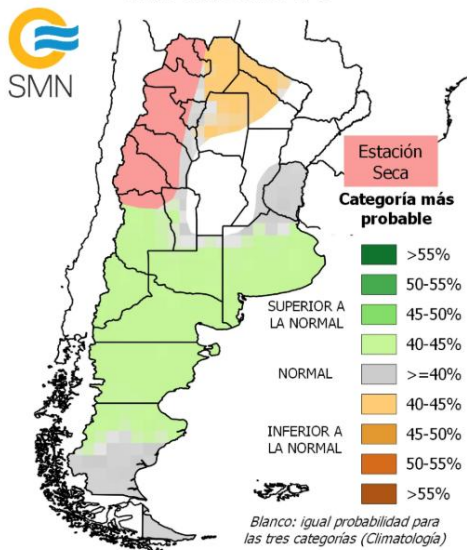 SMN
Estación
Seca
Categoría más
probable
>55%
50-55%
SUPERIOR A
LA NORMAL
45-50%
40-45%
NORMAL
>=40%
40-45%
INFERIOR A
LA NORMAL
45-50%
50-55%
>55%
Blanco: igual probabilidad para
las tres categorías (Climatología)